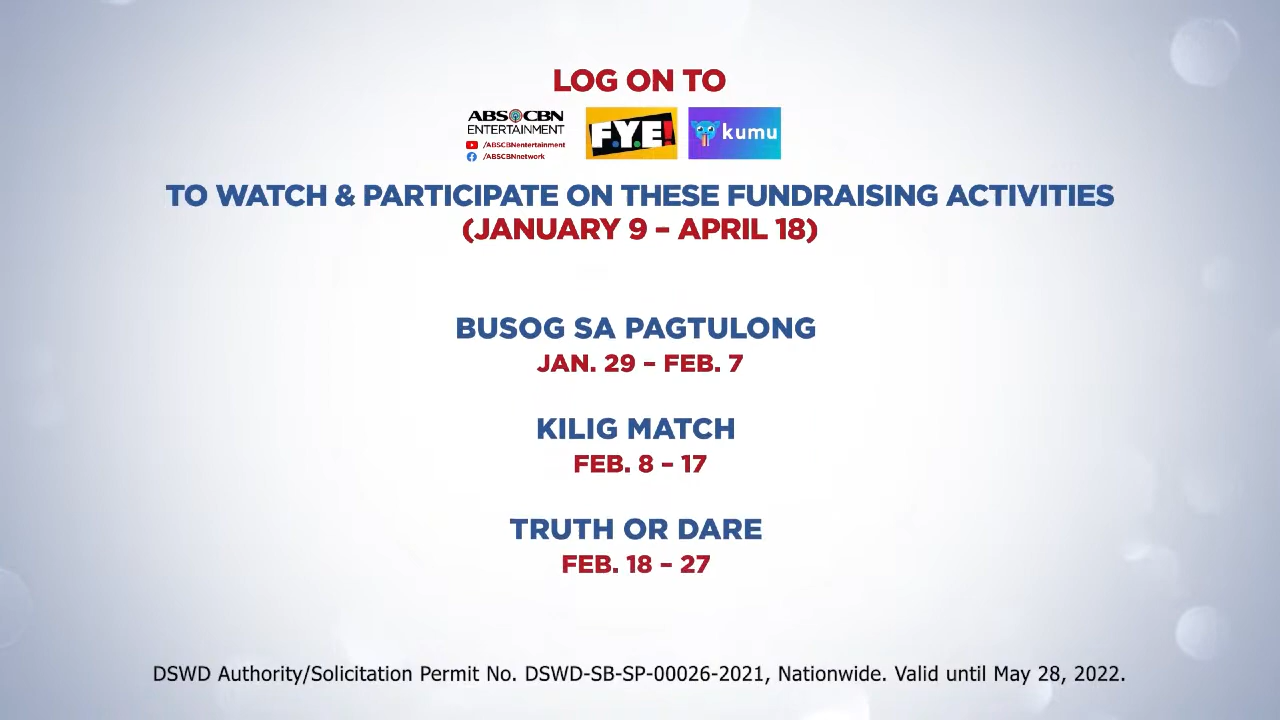 LOG ON TO
ABS-CBN
ENTERTAINMENT
/ABSCBNentertainment
/ABSCBNnetwork
F.Y.E!
kumu
TO WATCH & PARTICIPATE ON THESE FUNDRAISING ACTIVITIES
(JANUARY 9 – APRIL 18)
BUSOG SA PAGTULONG
JAN. 29 – FEB. 7
KILIG MATCH
FEB. 8 – 17
TRUTH OR DARE
FEB. 18 – 27
DSWD Authority/Solicitation Permit No. DSWD-SB-SP-00026-2021, Nationwide. Valid until May 28, 2022.